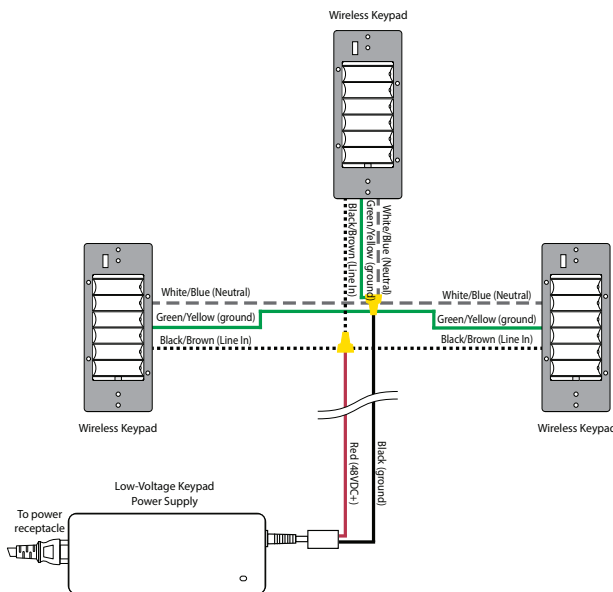 Wireless Keypad
Black/Brown (Line In)
Green/Yellow (ground)
White/Blue (Neutral)
White/Blue (Neutral)
White/Blue (Neutral)
Green/Yellow (ground)
Green/Yellow (ground)
Black/Brown (Line In)
Black/Brown (Line In)
Wireless Keypad
Wireless Keypad
Red (48VDC+)
Black (ground)
Low-Voltage Keypad
Power Supply
To power
receptacle